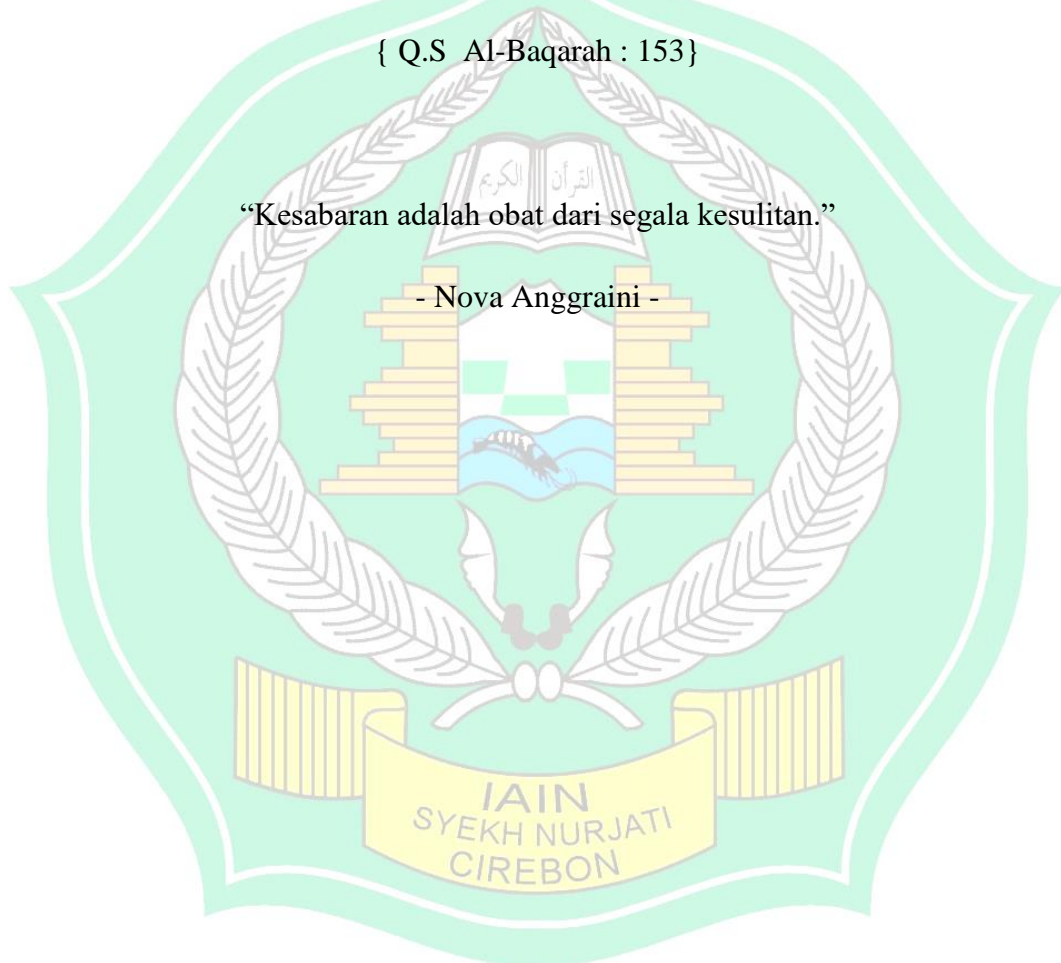 { Q.S Al-Baqarah : 153}
القرآن الكريم
“Kesabaran adalah obat dari segala kesulitan.”
- Nova Anggraini -
IAIN
SYEKH NURJATI
CIREBON